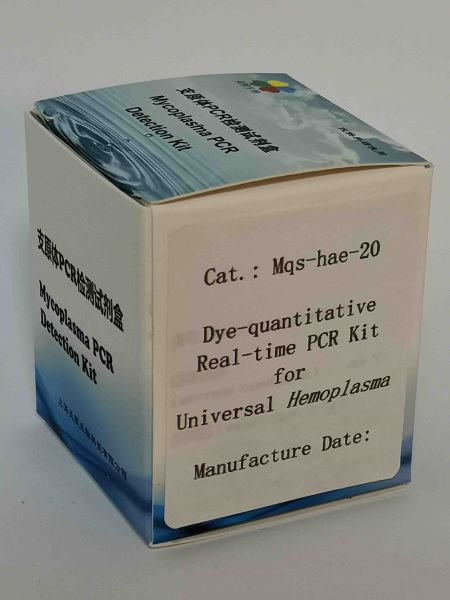 支原体PCR检测试剂盒
Mycoplasma PCR
Detection Kit
支原体PCR检测试剂盒
Mycoplasma PCR
Detection Kit
Cat.: Mqs-hae-20
Dye-quantitative
Real-time PCR Kit
for
Universal Hemoplasma
Manufacture Date: